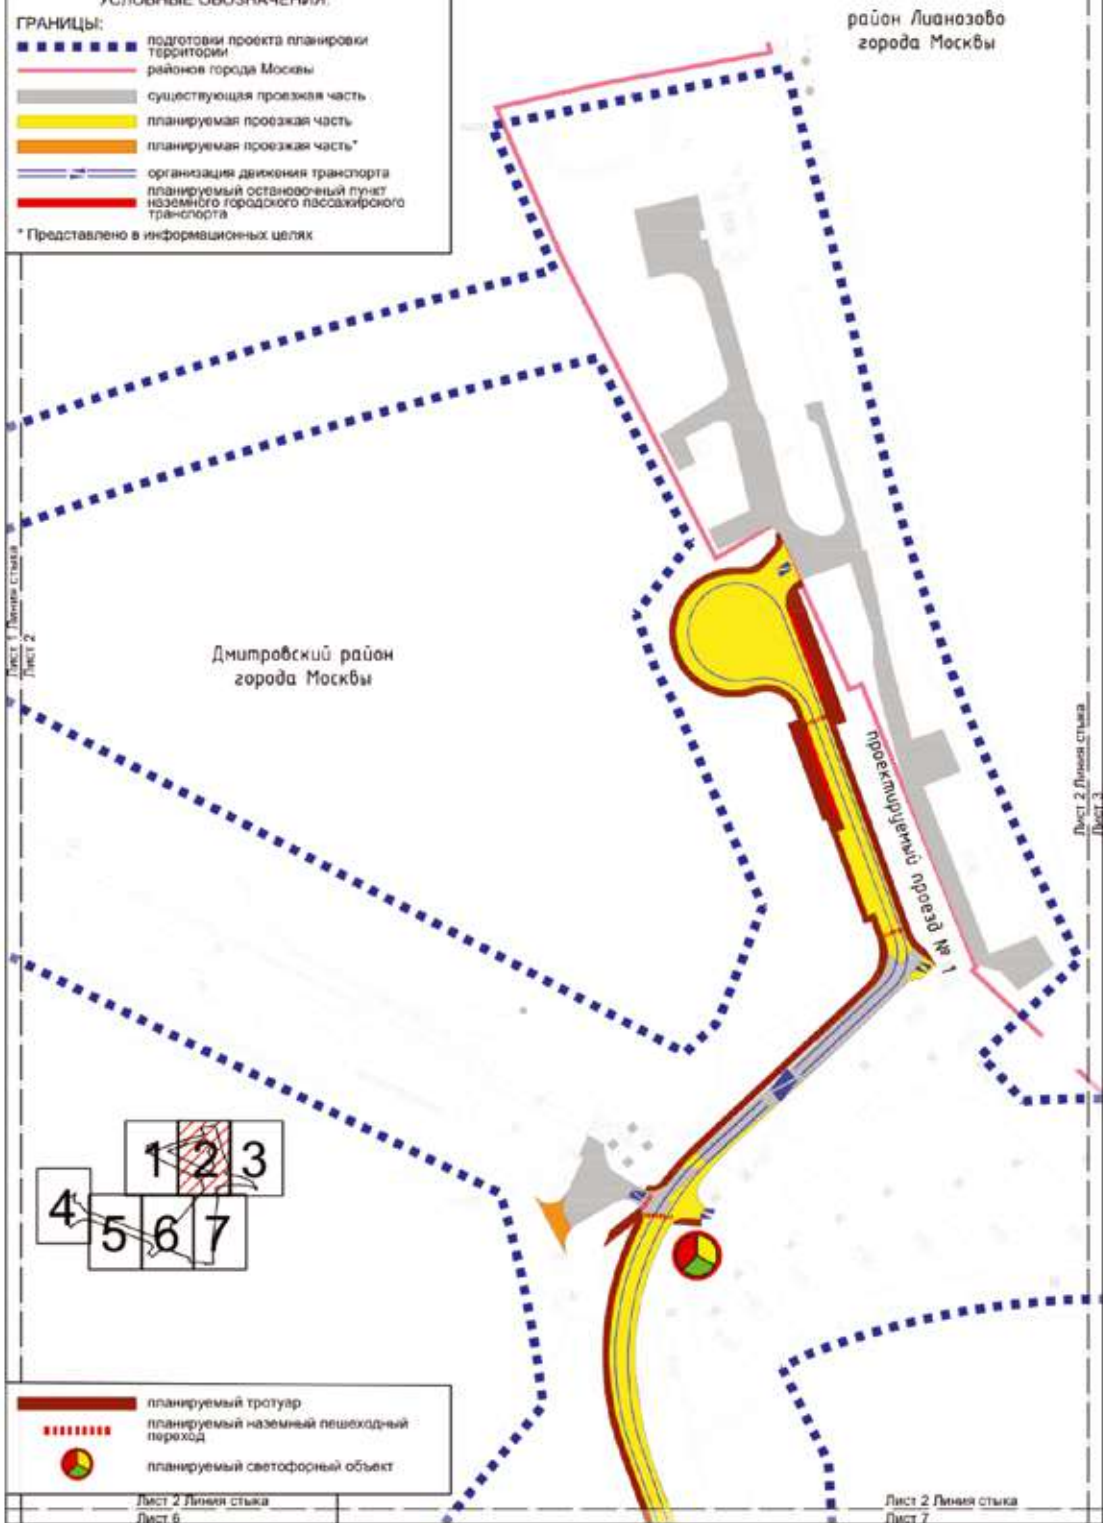 УСЛОВНЫЕ ОБОЗНАЧЕНИЯ:
ГРАНИЦЫ:
подготовки проекта планировки
территории
районов города Москвы
существующая проезжая часть
планируемая проезжая часть
планируемая проезжая часть*
организация движения транспорта
планируемый остановочный пункт
наземного городского пассажирского
транспорта
* Представлено в информационных целях
район Лианозово
города Москвы
Лист 1 Линия стыка
Лист 2
Дмитровский район
города Москвы
проектируемый проезд № 1
Лист 2 Линия стыка
Лист 3
1 2 3
4 5 6 7
планируемый тротуар
планируемый наземный пешеходный
переход
планируемый светофорный объект
Лист 2 Линия стыка
Лист 6
Лист 2 Линия стыка
Лист 7